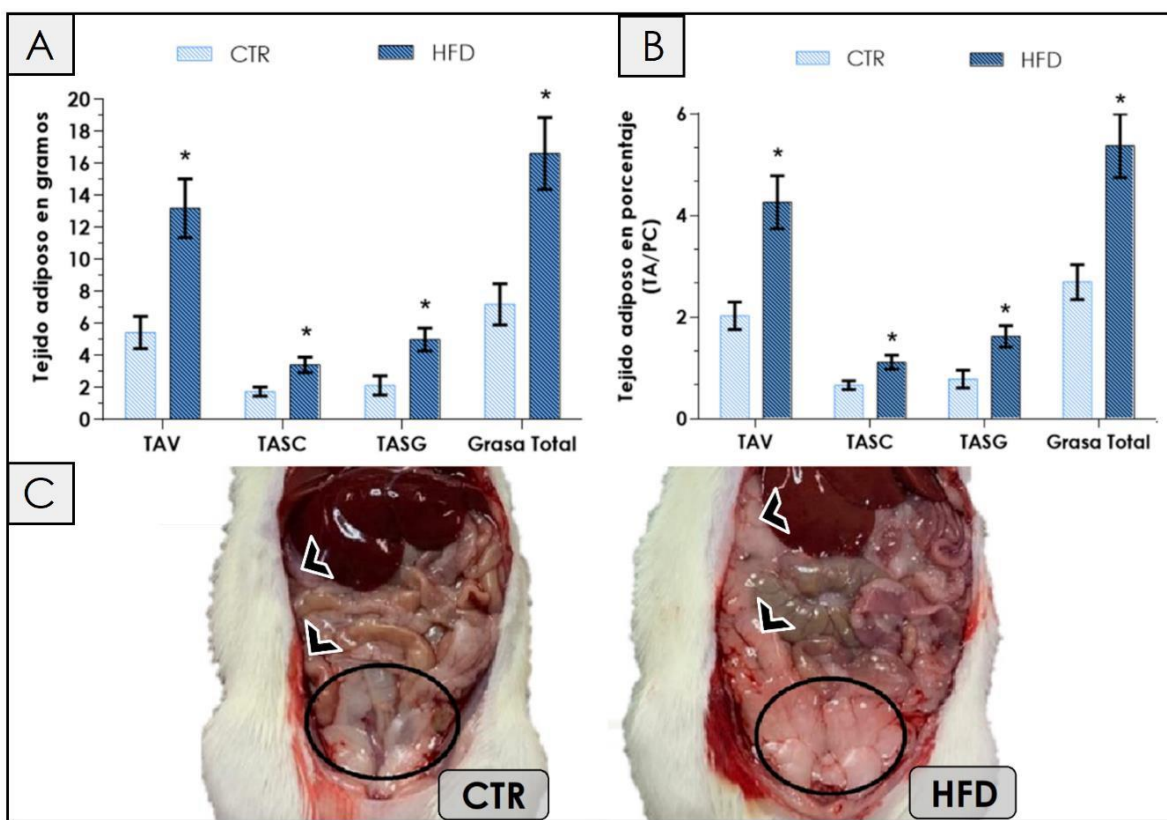 A
CTR
HFD
Tejido adiposo en gramos
20
18
16
14
12
10
8
6
4
2
0
*
*
*
*
TAV
TASC
TASG
Grasa Total
B
CTR
HFD
Tejido adiposo en porcentaje
(TA/PC)
6
4
2
0
*
*
*
*
TAV
TASC
TASG
Grasa Total
C
CTR
HFD